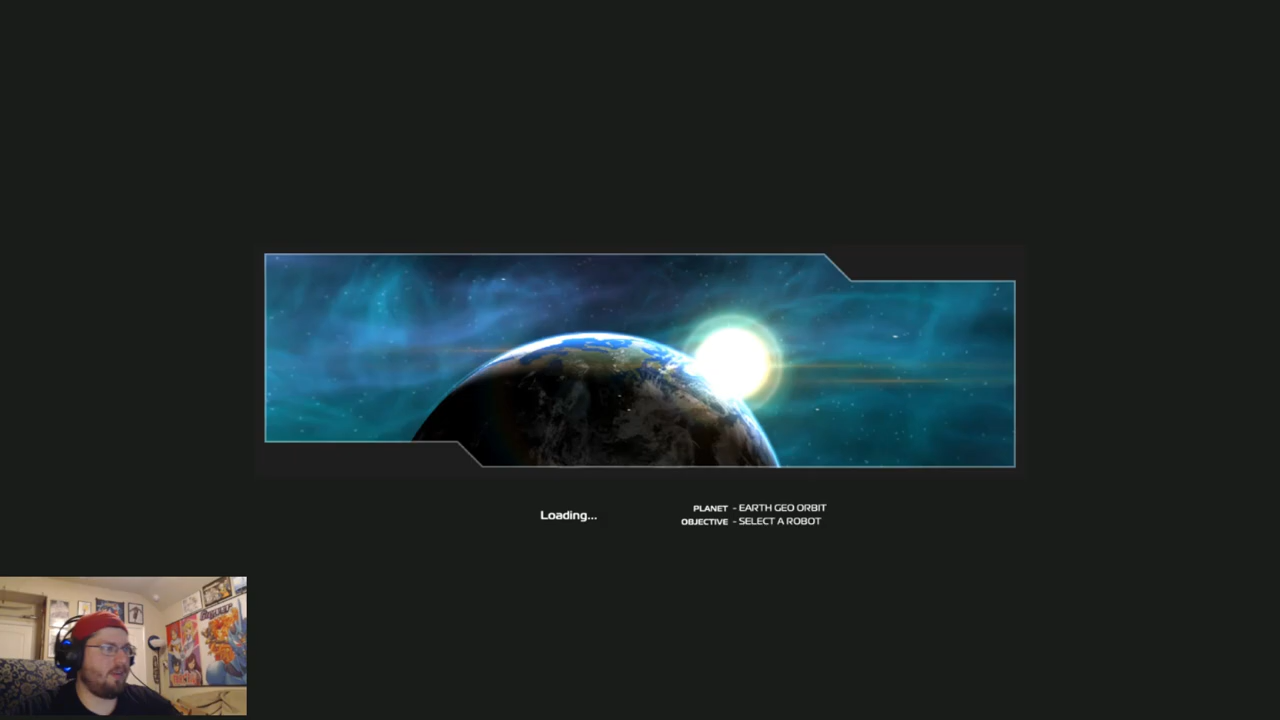 Loading...
PLANET - EARTH GEO ORBIT
OBJECTIVE - SELECT A ROBOT